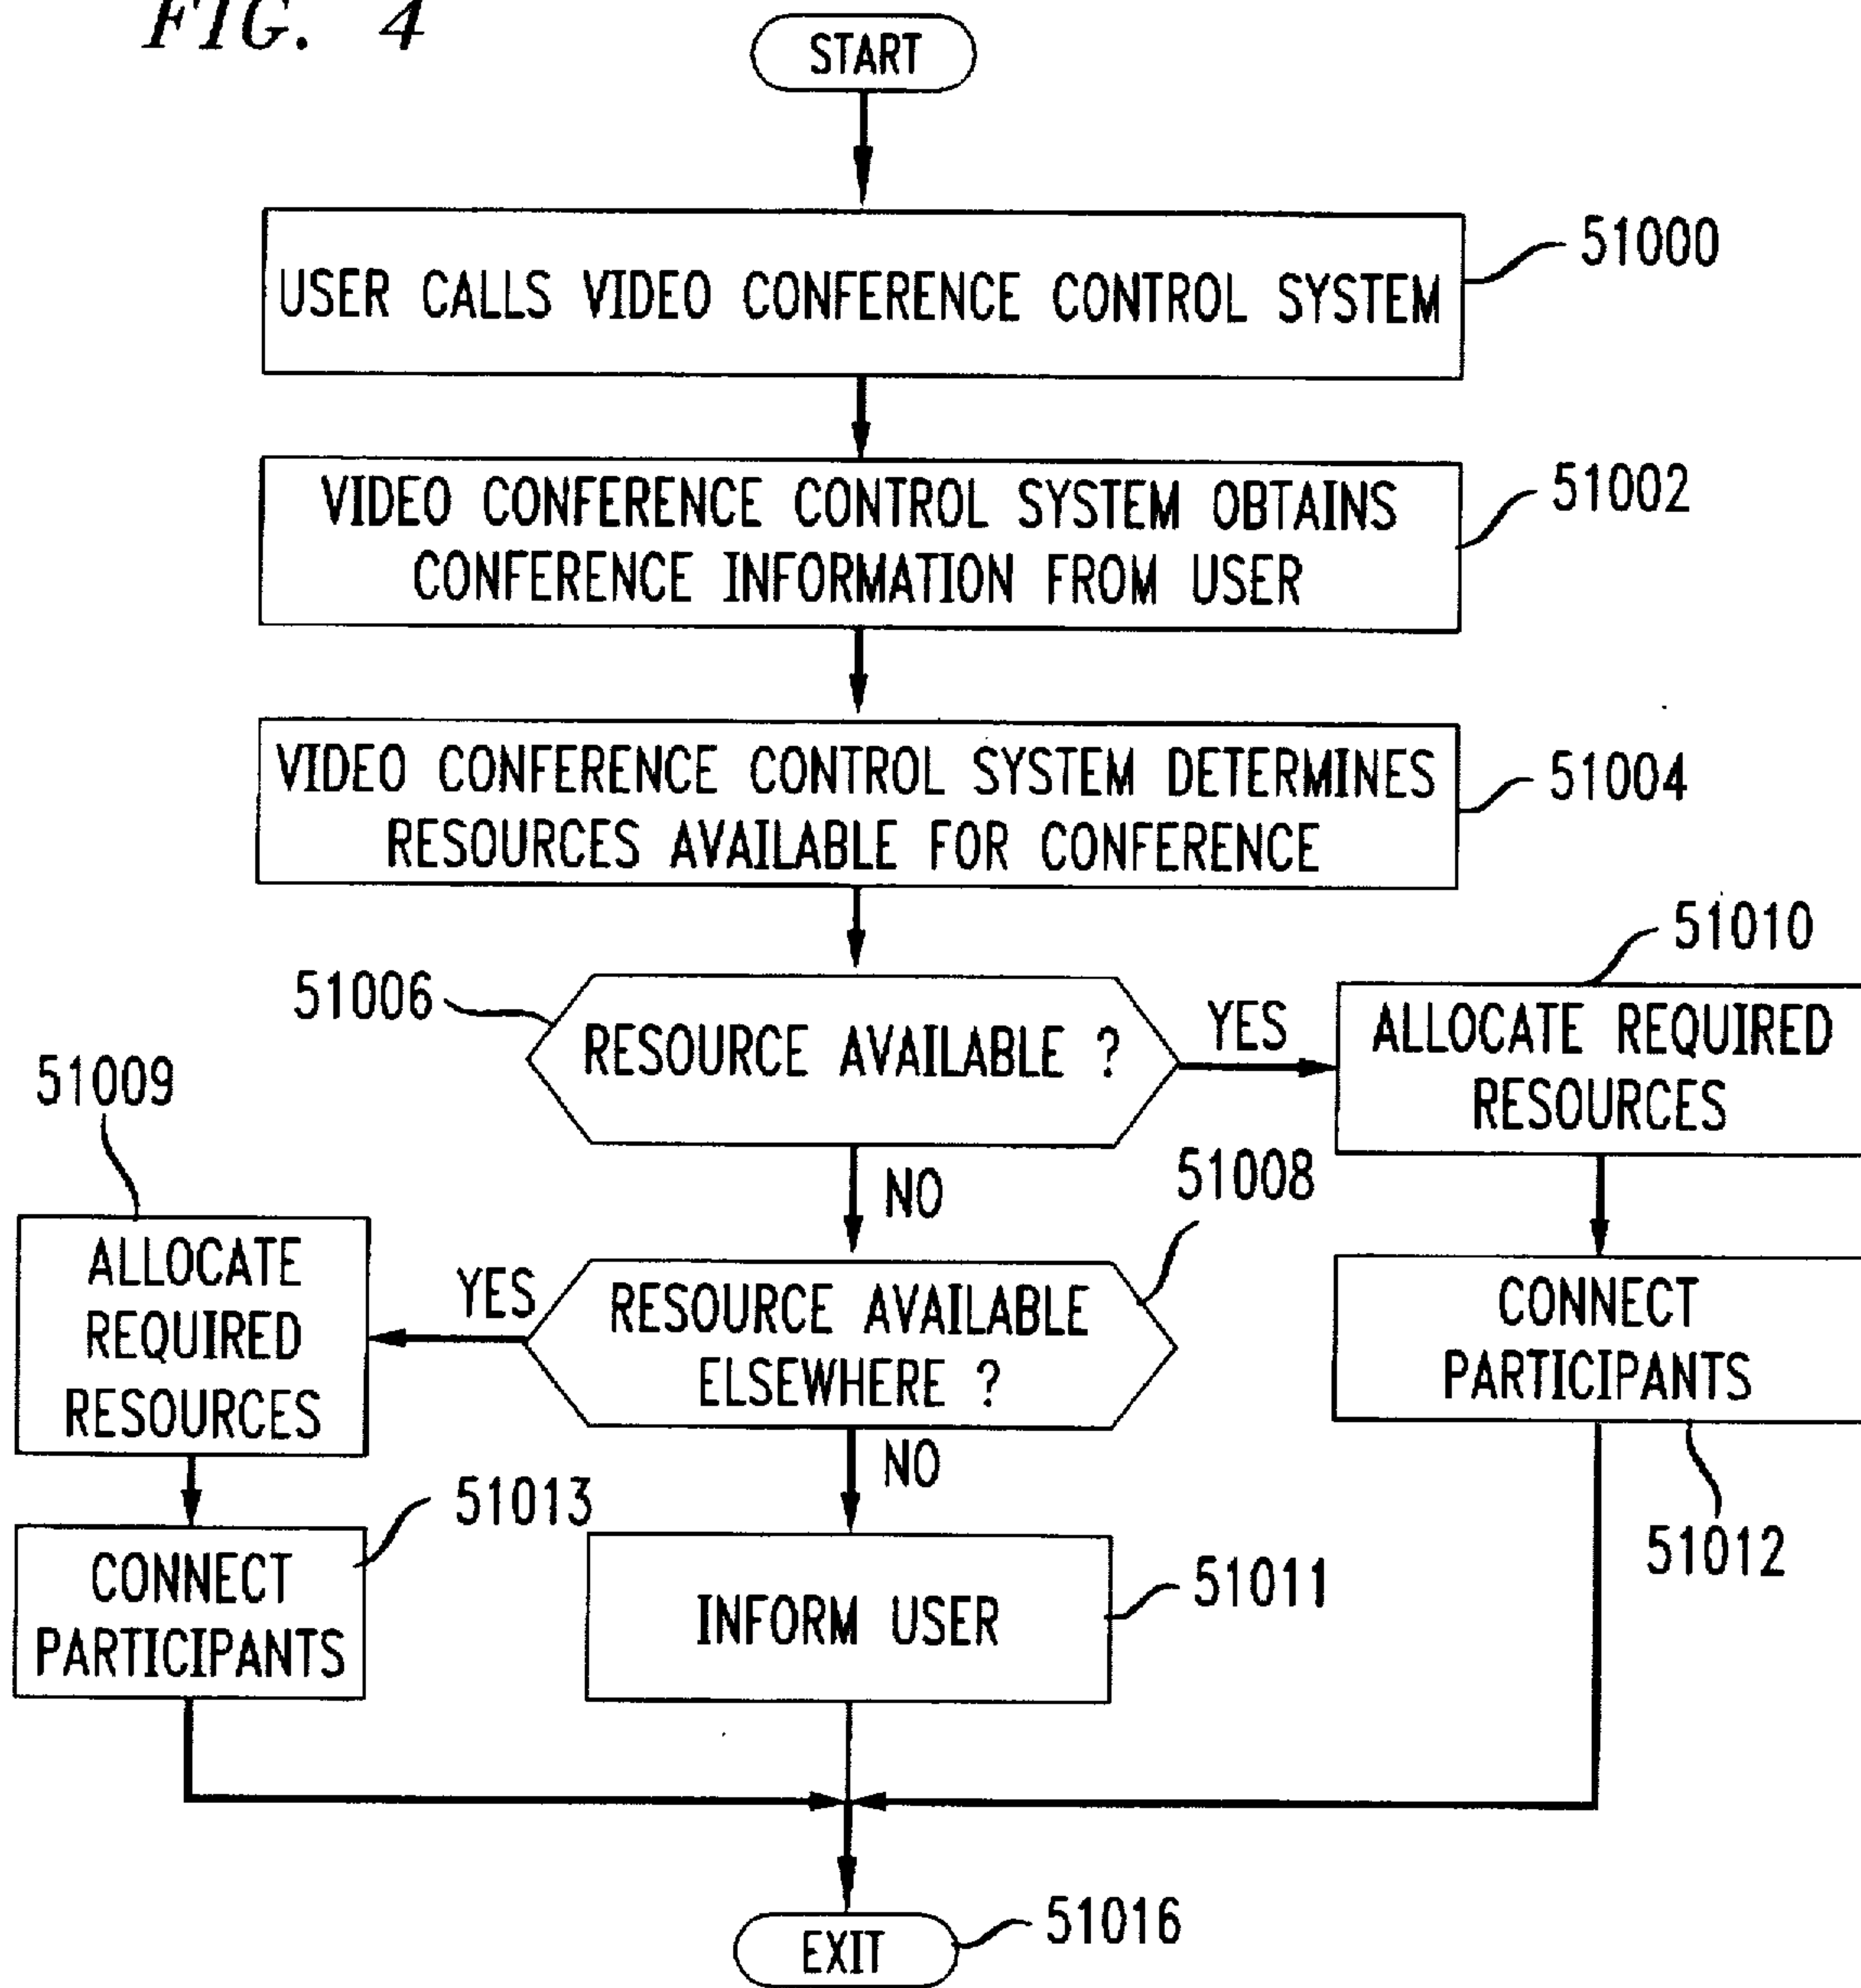 FIG. 4
START
USER CALLS VIDEO CONFERENCE CONTROL SYSTEM
51000
VIDEO CONFERENCE CONTROL SYSTEM OBTAINS
CONFERENCE INFORMATION FROM USER
51002
VIDEO CONFERENCE CONTROL SYSTEM DETERMINES
RESOURCES AVAILABLE FOR CONFERENCE
51004
51006
RESOURCE AVAILABLE ?
YES
51010
ALLOCATE REQUIRED
RESOURCES
NO
51009
ALLOCATE
REQUIRED
RESOURCES
YES
51008
RESOURCE AVAILABLE
ELSEWHERE ?
CONNECT
PARTICIPANTS
51012
NO
51013
CONNECT
PARTICIPANTS
INFORM USER
51011
EXIT
51016